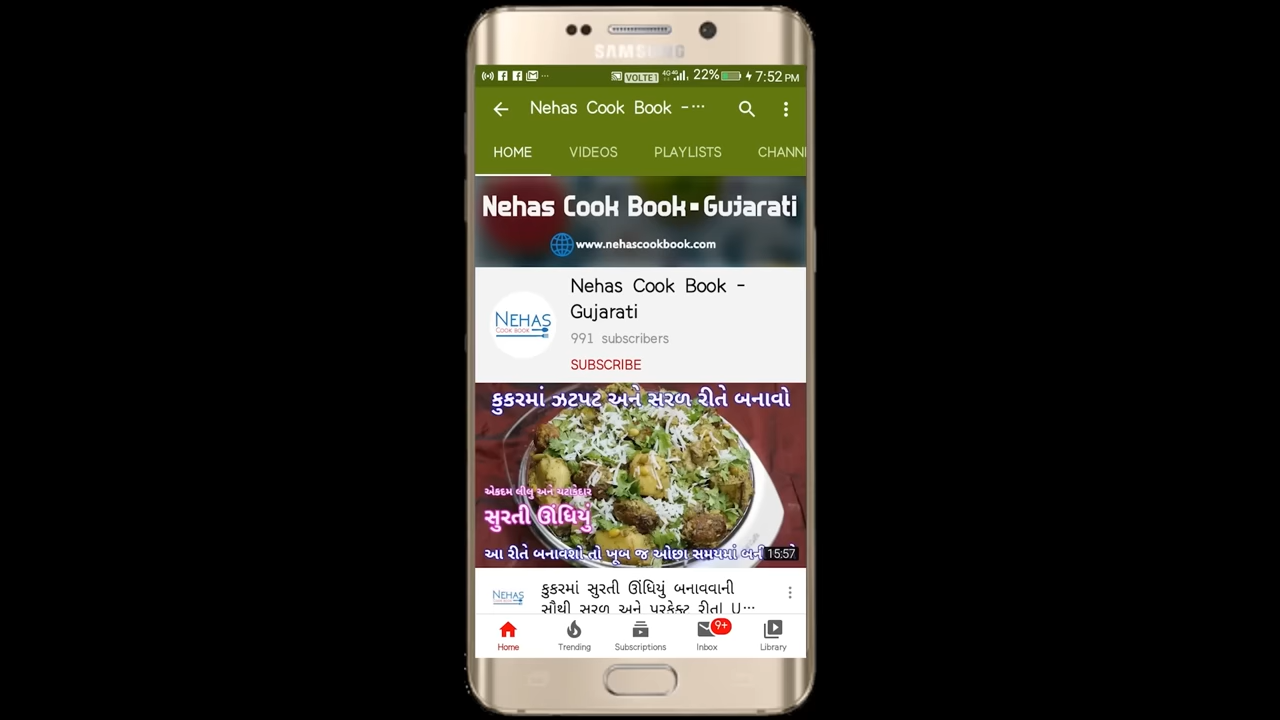 SAMSUNG
VOLTE 1 4G 4G 22% 7:52 PM
Nehas Cook Book -···
HOME VIDEOS PLAYLISTS CHANN
Nehas Cook Book - Gujarati
www.nehascookbook.com
Nehas Cook Book -
Gujarati
991 subscribers
SUBSCRIBE
NEHAS
COOK BOOK
કુકરમાં ઝટપટ અને સરળ રીતે બનાવો
એકદમ લીલુ અને ચટાકેદાર
સુરતી ઊંધિયું
આ રીતે બનાવશો તો ખૂબ જ ઓછા સમયમાં
15:57
NEHAS
કુકરમાં સુરતી ઊંધિયું બનાવવાની
સૌથી સરળ અને પરફેક્ટ રીત| U···
9+
Home Trending Subscriptions Inbox Library